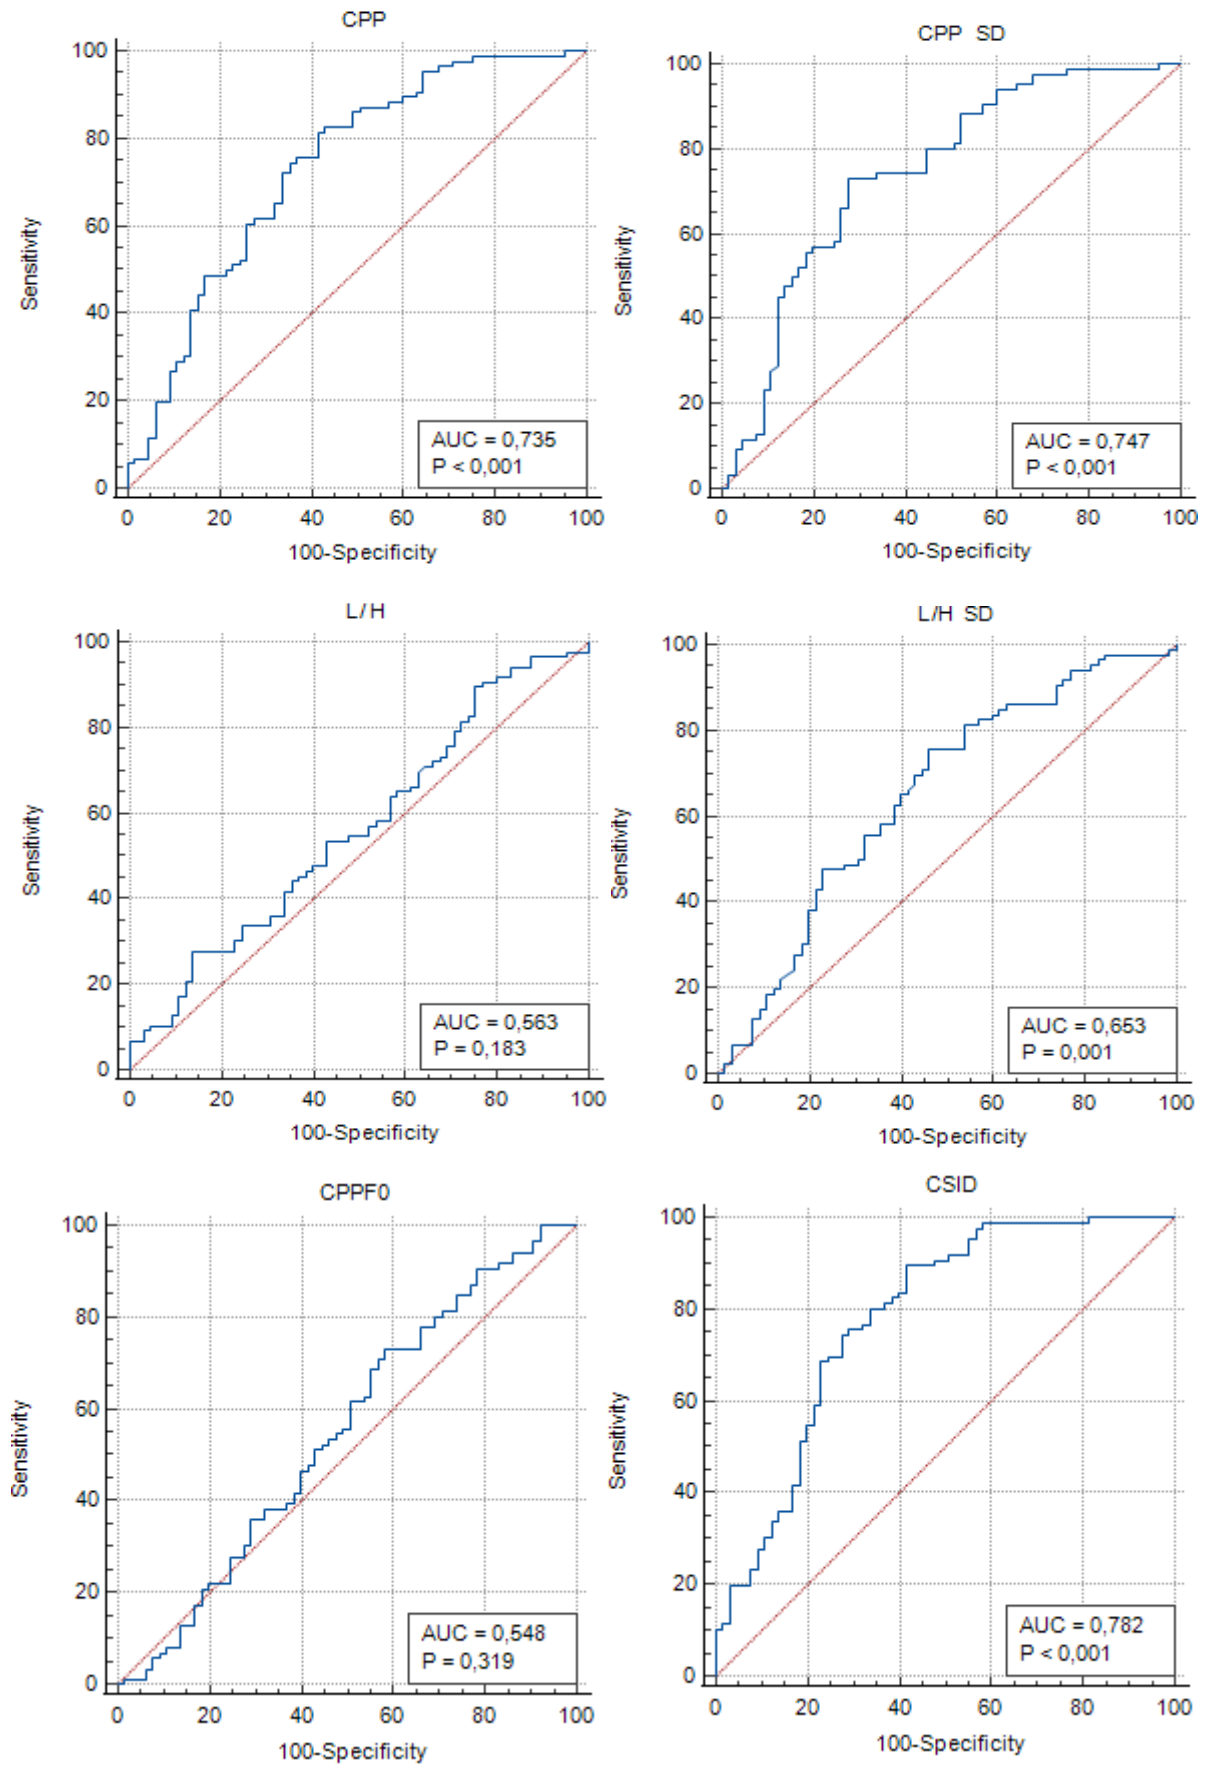 CPP
100
80
60
40
20
0
Sensitivity
AUC = 0,735
P < 0,001
0 20 40 60 80 100
100-Specificity
CPP SD
100
80
60
40
20
0
Sensitivity
AUC = 0,747
P < 0,001
0 20 40 60 80 100
100-Specificity
L/H
100
80
60
40
20
0
Sensitivity
AUC = 0,563
P = 0,183
0 20 40 60 80 100
100-Specificity
L/H SD
100
80
60
40
20
0
Sensitivity
AUC = 0,653
P = 0,001
0 20 40 60 80 100
100-Specificity
CPPF0
100
80
60
40
20
0
Sensitivity
AUC = 0,548
P = 0,319
0 20 40 60 80 100
100-Specificity
CSID
100
80
60
40
20
0
Sensitivity
AUC = 0,782
P < 0,001
0 20 40 60 80 100
100-Specificity